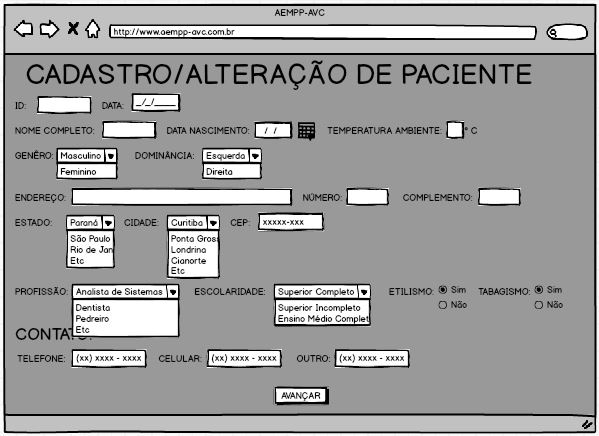 AEMPP-AVC
http://www.aempp-avc.com.br
CADASTRO/ALTERAÇÃO DE PACIENTE
ID: DATA: _/_/____
NOME COMPLETO: DATA NASCIMENTO: / / TEMPERATURA AMBIENTE: ° C
GENÊRO: Masculino DOMINÂNCIA: Esquerda
Feminino Direita
ENDEREÇO: NÚMERO: COMPLEMENTO:
ESTADO: Paraná CIDADE: Curitiba CEP: xxxxx-xxx
São Paulo Ponta Gros
Rio de Jan Londrina
Etc Cianorte
Etc
PROFISSÃO: Analista de Sistemas ESCOLARIDADE: Superior Completo ETILISMO: Sim TABAGISMO: Sim
Dentista Superior Incompleto Não Não
Pedreiro Ensino Médio Complet
Etc
CONTATO:
TELEFONE: (xx) xxxx - xxxx CELULAR: (xx) xxxx - xxxx OUTRO: (xx) xxxx - xxxx
AVANÇAR